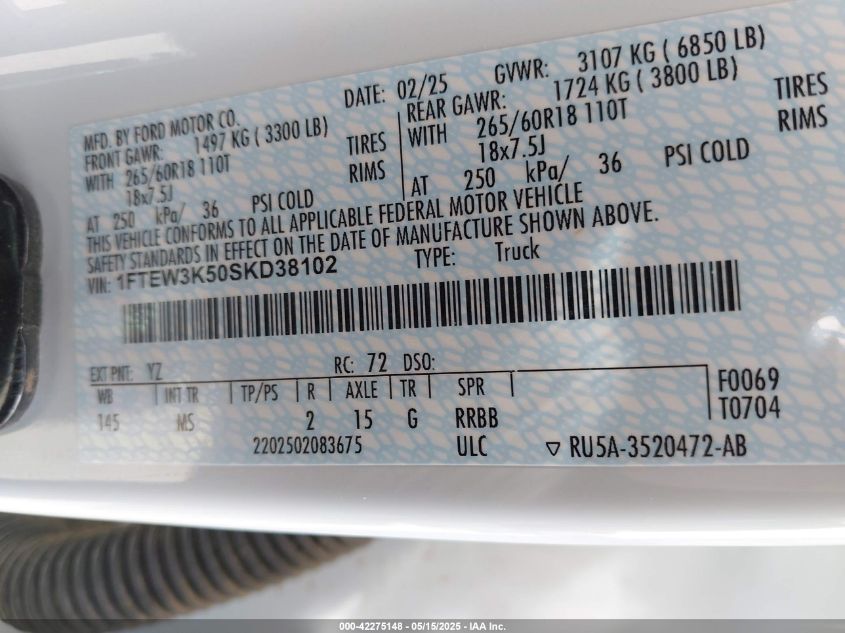 MFD. BY FORD MOTOR CO.
DATE: 02/25 GVWR: 3107 KG ( 6850 LB)
FRONT GAWR: 1497 KG ( 3300 LB) REAR GAWR: 1724 KG ( 3800 LB)
WITH 265/60R18 110T TIRES WITH 265/60R18 110T TIRES
18x7.5J RIMS 18x7.5J RIMS
AT 250 kPa/ 36 PSI COLD AT 250 kPa/ 36 PSI COLD
THIS VEHICLE CONFORMS TO ALL APPLICABLE FEDERAL MOTOR VEHICLE
SAFETY STANDARDS IN EFFECT ON THE DATE OF MANUFACTURE SHOWN ABOVE.
VIN: 1FTEW3K50SKD38102 TYPE: Truck
EXT PNT: YZ RC: 72 DSO:
WB INT TR TP/PS R AXLE TR SPR F0069
145 MS 2 15 G RRBB T0704
2202502083675 ULC ▽ RU5A-3520472-AB
000-42275148 - 05/15/2025 - IAA Inc.